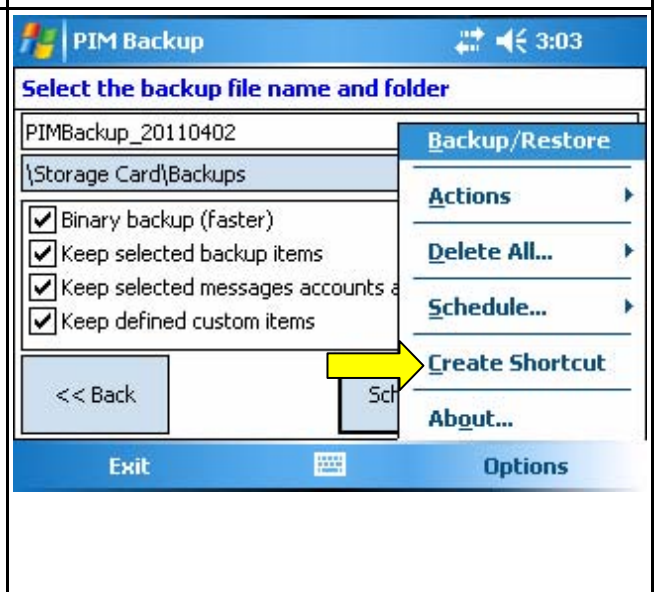 PIM Backup 3:03
Select the backup file name and folder
PIMBackup_20110402
\Storage Card\Backups
Binary backup (faster)
Keep selected backup items
Keep selected messages accounts a
Keep defined custom items
<< Back
Sch
Backup/Restore
Actions
Delete All...
Schedule...
Create Shortcut
About...
Exit
Options